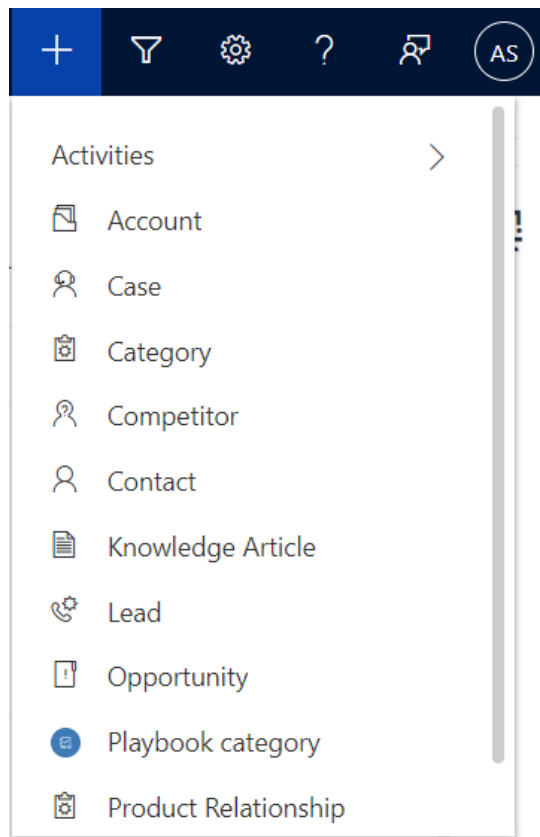 AS
Activities
Account
Case
Category
Competitor
Contact
Knowledge Article
Lead
Opportunity
Playbook category
Product Relationship